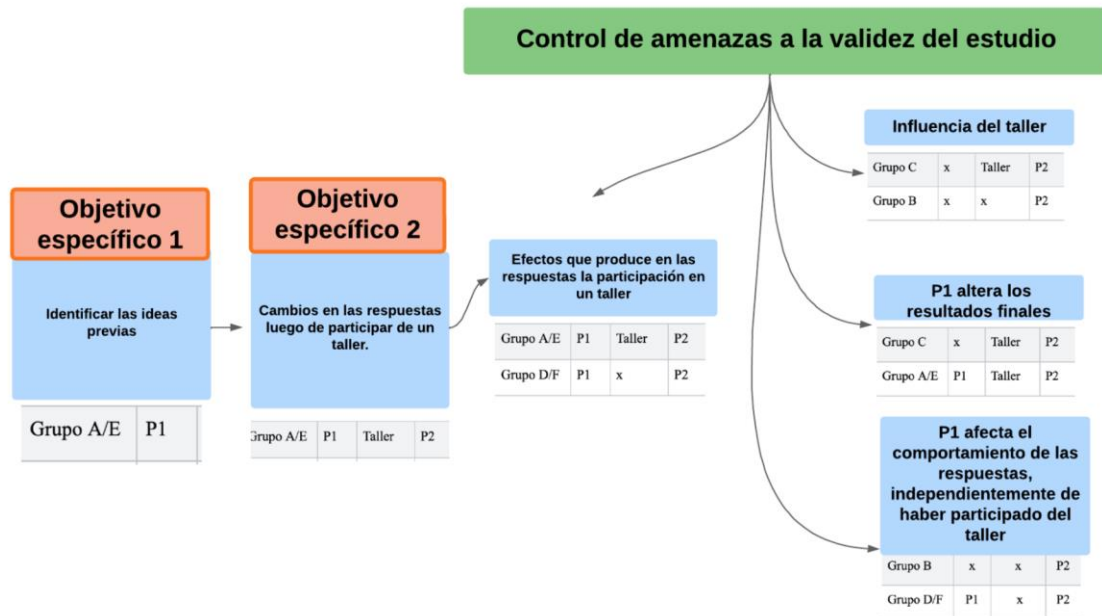 Control de amenazas a la validez del estudio
Objetivo
específico 1
Identificar las ideas
previas
Grupo A/E P1
Objetivo
específico 2
Cambios en las respuestas
luego de participar de un
taller.
Grupo A/E P1 Taller P2
Efectos que produce en las
respuestas la participación en
un taller
Grupo A/E P1 Taller P2
Grupo D/F P1 x P2
Influencia del taller
Grupo C x Taller P2
Grupo B x x P2
P1 altera los
resultados finales
Grupo C x Taller P2
Grupo A/E P1 Taller P2
P1 afecta el
comportamiento de las
respuestas,
independientemente de
haber participado del
taller
Grupo B x x P2
Grupo D/F P1 x P2